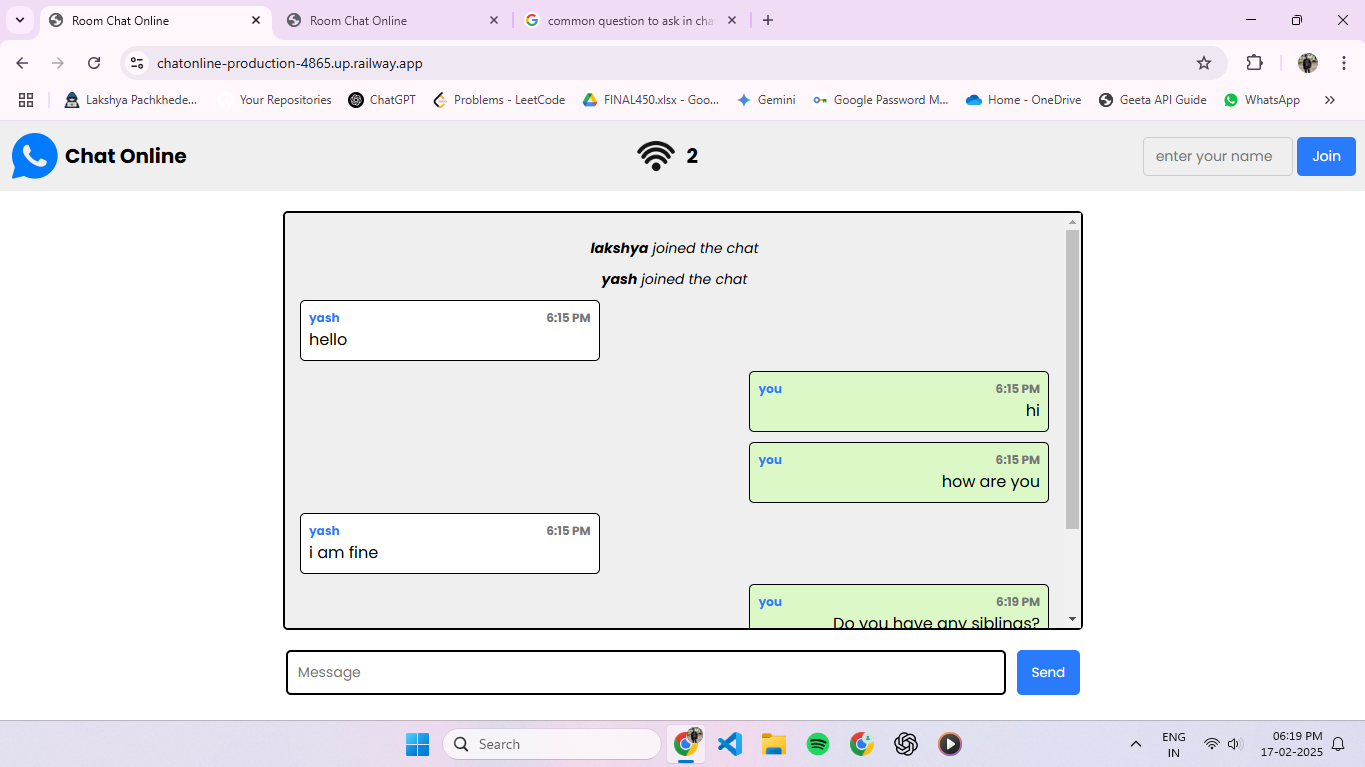 Room Chat Online
Room Chat Online
common question to ask in cha
chatonline-production-4865.up.railway.app
Lakshya Pachkhede...
Your Repositories
ChatGPT
Problems - LeetCode
FINAL450.xlsx - Goo...
Gemini
Google Password M...
Home - OneDrive
Geeta API Guide
WhatsApp
Chat Online
2
enter your name
Join
lakshya joined the chat
yash joined the chat
yash 6:15 PM
hello
you 6:15 PM
hi
you 6:15 PM
how are you
yash 6:15 PM
i am fine
you 6:19 PM
Do you have any siblings?
Message
Send
Search
ENG
IN
06:19 PM
17-02-2025